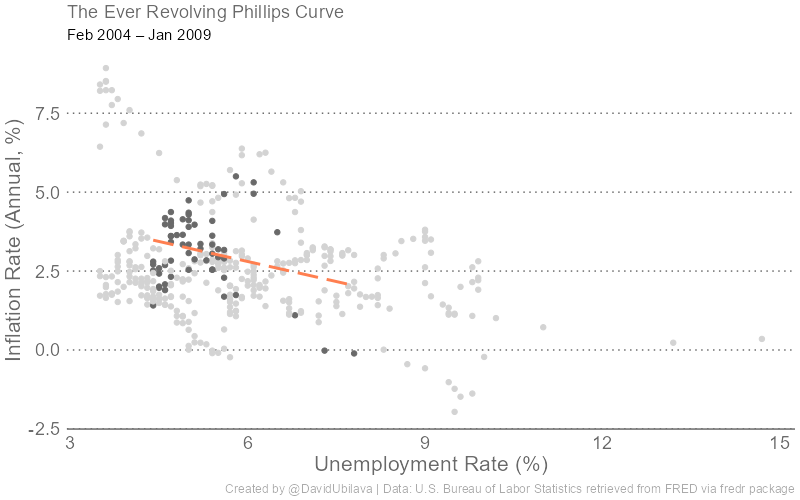 The Ever Revolving Phillips Curve
Feb 2004 – Jan 2009
Inflation Rate (Annual, %)
7.5
5.0
2.5
0.0
-2.5
3 6 9 12 15
Unemployment Rate (%)
Created by @DavidUbilava | Data: U.S. Bureau of Labor Statistics retrieved from FRED via fredr package